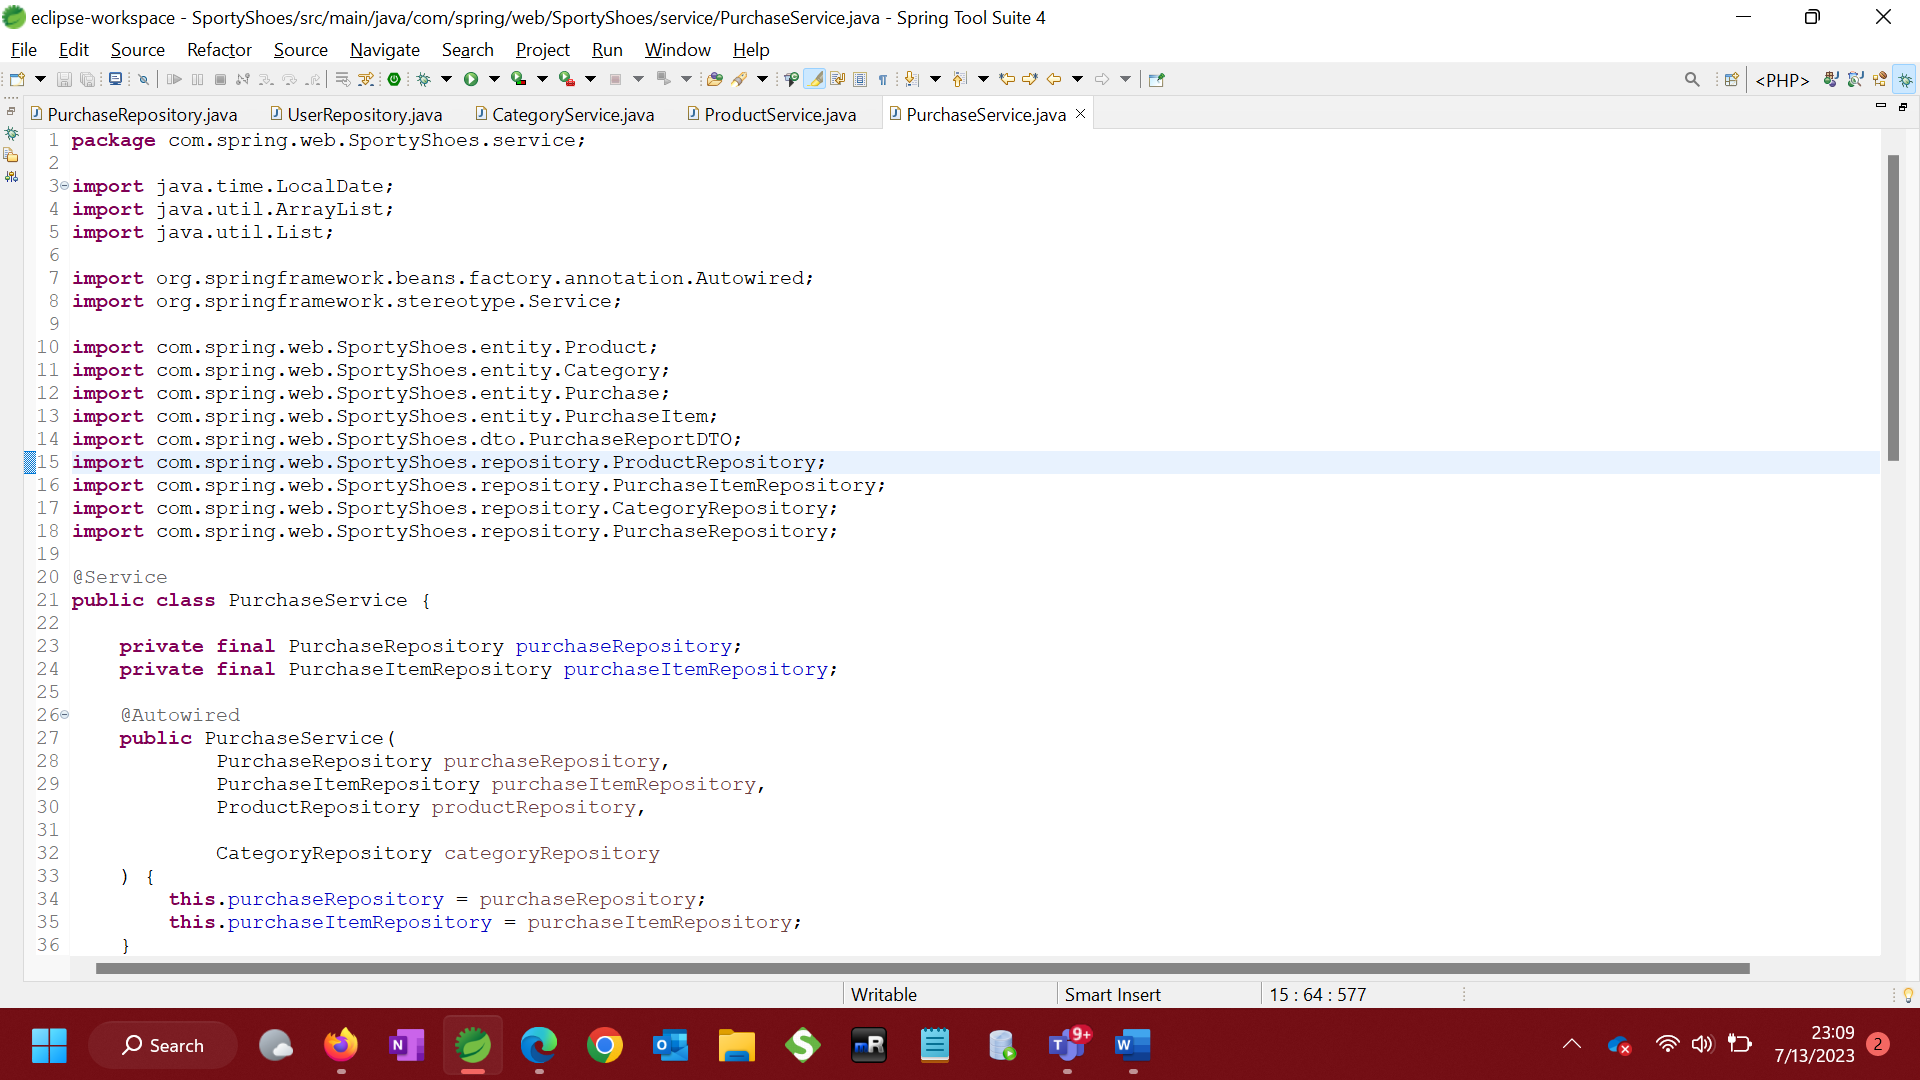 eclipse-workspace - SportyShoes/src/main/java/com/spring/web/SportyShoes/service/PurchaseService.java - Spring Tool Suite 4
File Edit Source Refactor Source Navigate Search Project Run Window Help
<PHP>
PurchaseRepository.java UserRepository.java CategoryService.java ProductService.java PurchaseService.java
1 package com.spring.web.SportyShoes.service;
2
3 import java.time.LocalDate;
4 import java.util.ArrayList;
5 import java.util.List;
6
7 import org.springframework.beans.factory.annotation.Autowired;
8 import org.springframework.stereotype.Service;
9
10 import com.spring.web.SportyShoes.entity.Product;
11 import com.spring.web.SportyShoes.entity.Category;
12 import com.spring.web.SportyShoes.entity.Purchase;
13 import com.spring.web.SportyShoes.entity.PurchaseItem;
14 import com.spring.web.SportyShoes.dto.PurchaseReportDTO;
15 import com.spring.web.SportyShoes.repository.ProductRepository;
16 import com.spring.web.SportyShoes.repository.PurchaseItemRepository;
17 import com.spring.web.SportyShoes.repository.CategoryRepository;
18 import com.spring.web.SportyShoes.repository.PurchaseRepository;
19
20 @Service
21 public class PurchaseService {
22
23 private final PurchaseRepository purchaseRepository;
24 private final PurchaseItemRepository purchaseItemRepository;
25
26 @Autowired
27 public PurchaseService(
28 PurchaseRepository purchaseRepository,
29 PurchaseItemRepository purchaseItemRepository,
30 ProductRepository productRepository,
31
32 CategoryRepository categoryRepository
33 ) {
34 this.purchaseRepository = purchaseRepository;
35 this.purchaseItemRepository = purchaseItemRepository;
36 }
Writable Smart Insert 15 : 64 : 577
Search
N
O
S
mR
T 9+
W
23:09
7/13/2023
2